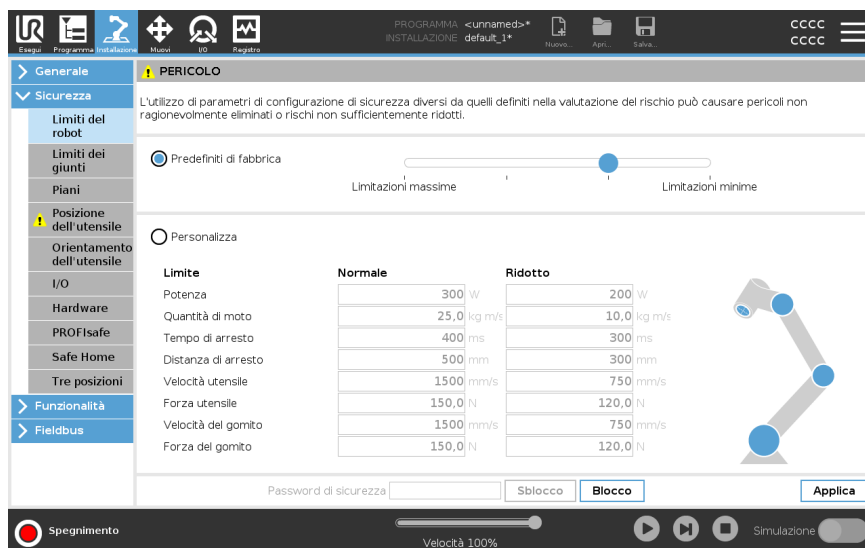 PROGRAMMA <unnamed>*
INSTALLAZIONE default_1*
Esegui Programma Installazione Muovi I/O Registro
Nuovo... Apri... Salva...
CCCC
CCCC
Generale
Sicurezza
Limiti del
robot
Limiti dei
giunti
Piani
Posizione
dell'utensile
Orientamento
dell'utensile
I/O
Hardware
PROFIsafe
Safe Home
Tre posizioni
Funzionalità
Fieldbus
PERICOLO
L'utilizzo di parametri di configurazione di sicurezza diversi da quelli definiti nella valutazione del rischio può causare pericoli non
ragionevolmente eliminati o rischi non sufficientemente ridotti.
Predefiniti di fabbrica
Limitazioni massime Limitazioni minime
Personalizza
Limite Normale Ridotto
Potenza 300 W 200 W
Quantità di moto 25,0 kg m/s 10,0 kg m/s
Tempo di arresto 400 ms 300 ms
Distanza di arresto 500 mm 300 mm
Velocità utensile 1500 mm/s 750 mm/s
Forza utensile 150,0 N 120,0 N
Velocità del gomito 1500 mm/s 750 mm/s
Forza del gomito 150,0 N 120,0 N
Password di sicurezza Sblocco Blocco Applica
Spegnimento
Velocità 100%
Simulazione